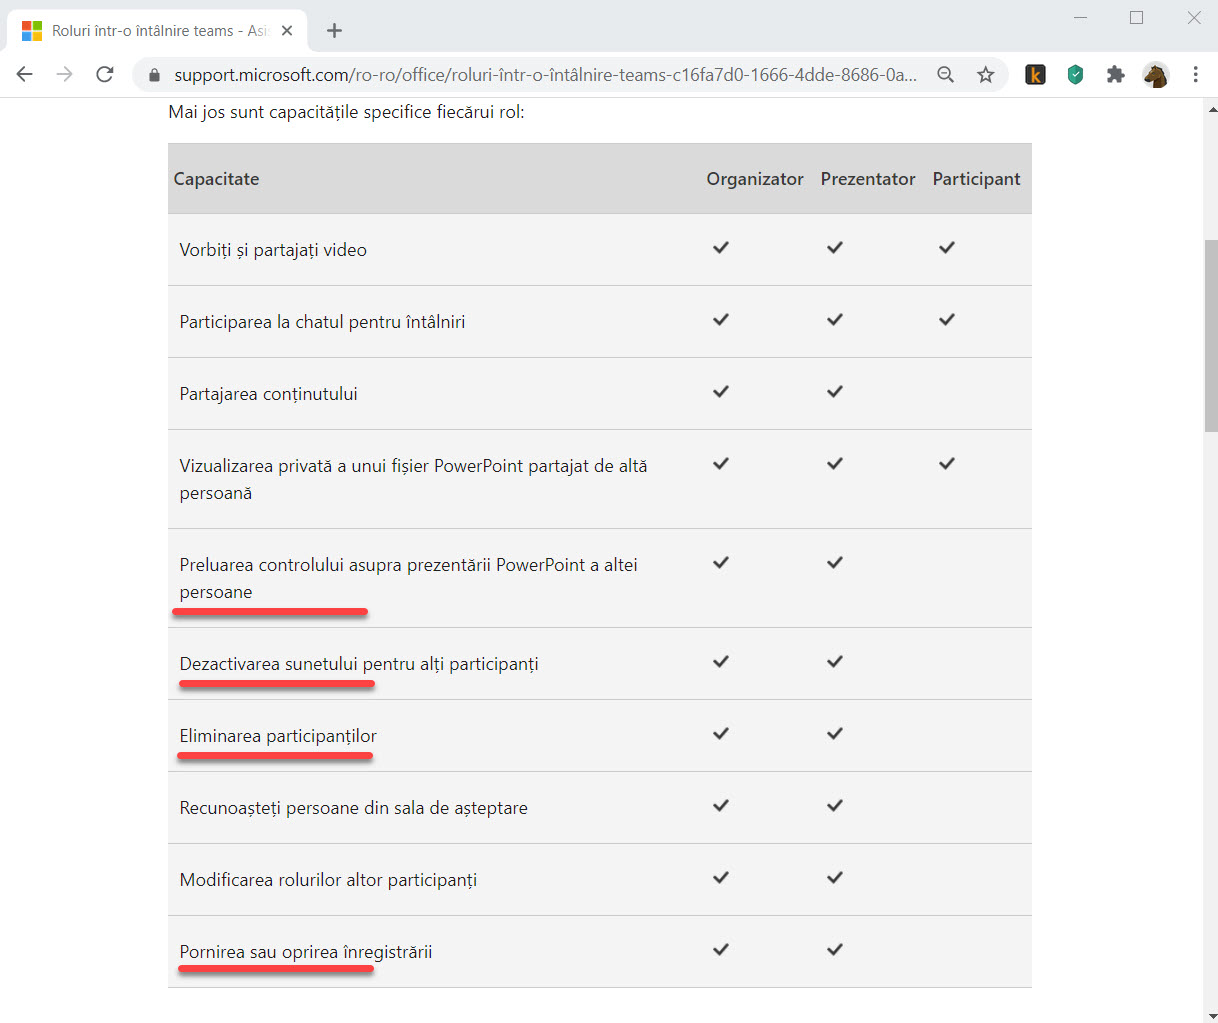 Roluri într-o întâlnire teams - Asi
support.microsoft.com/ro-ro/office/roluri-într-o-întâlnire-teams-c16fa7d0-1666-4dde-8686-0a...
k
Mai jos sunt capacitățile specifice fiecărui rol:
Capacitate Organizator Prezentator Participant
Vorbiți și partajați video
Participarea la chatul pentru întâlniri
Partajarea conținutului
Vizualizarea privată a unui fișier PowerPoint partajat de altă
persoană
Preluarea controlului asupra prezentării PowerPoint a altei
persoane
Dezactivarea sunetului pentru alți participanți
Eliminarea participanților
Recunoașteți persoane din sala de așteptare
Modificarea rolurilor altor participanți
Pornirea sau oprirea înregistrării